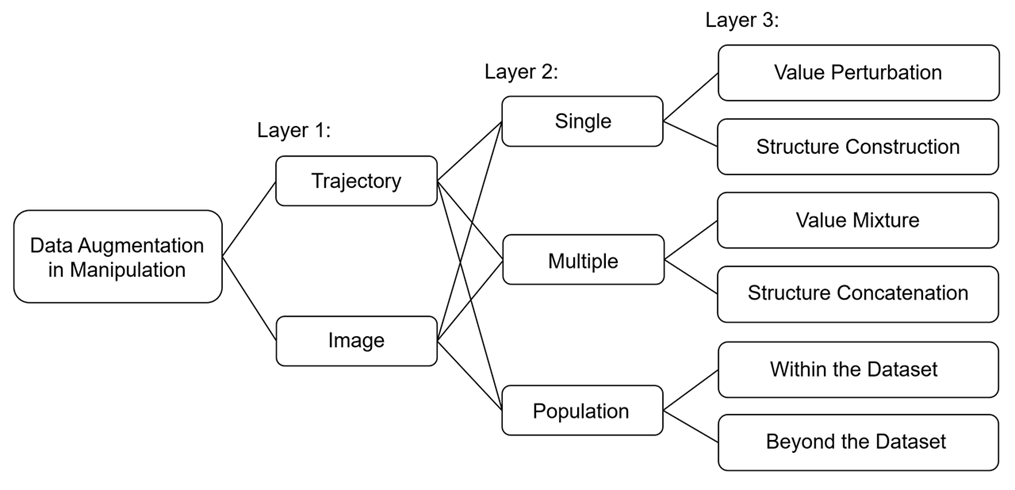 Data Augmentation
in Manipulation
Layer 1:
Trajectory
Image
Layer 2:
Single
Multiple
Population
Layer 3:
Value Perturbation
Structure Construction
Value Mixture
Structure Concatenation
Within the Dataset
Beyond the Dataset